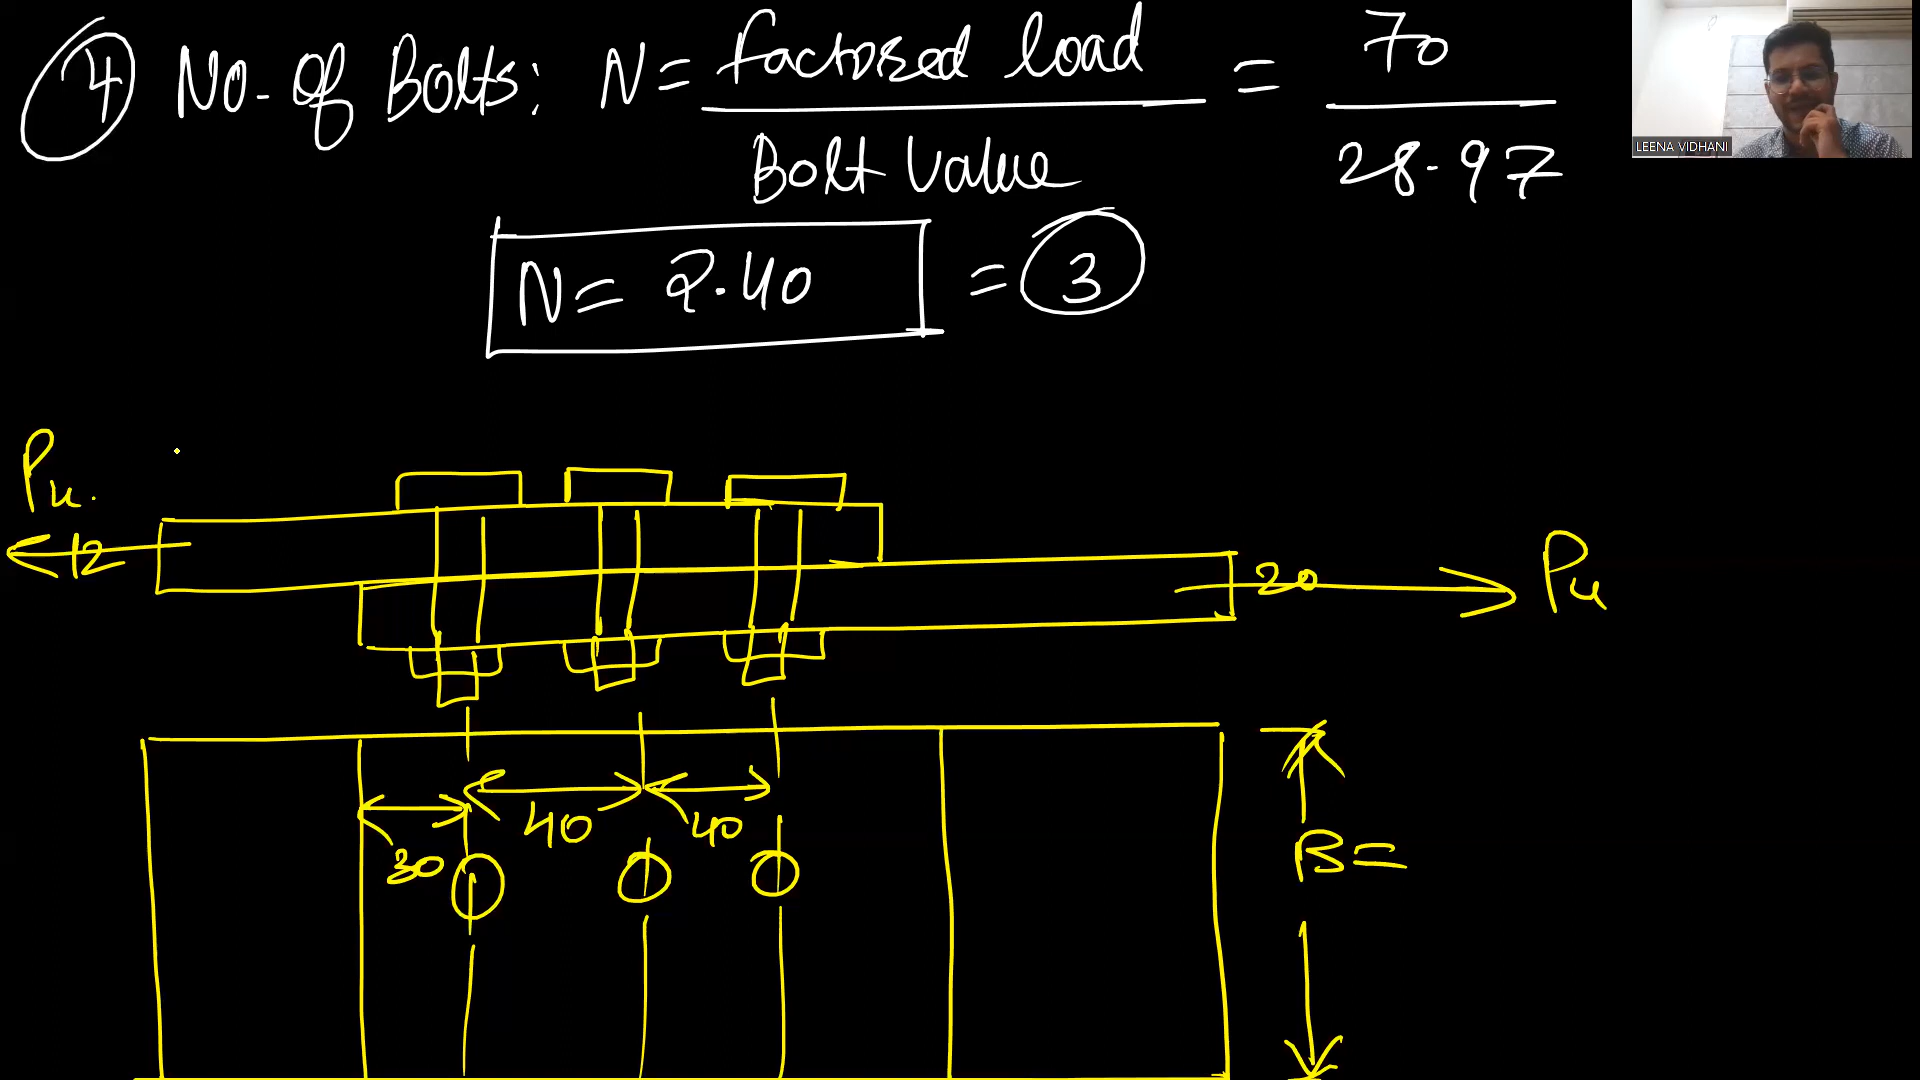 4 No. of Bolts: N = factored load / Bolt Value = 70 / 28.97
LEENA VIDHANI
N = 2.40 = 3
Pu.
12
20
Pu
40
40
30
B =